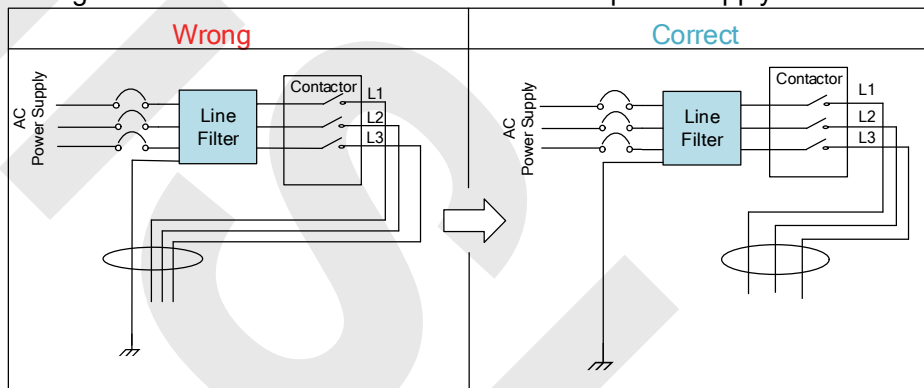 Wrong
Correct
AC
Power Supply
Line
Filter
Contactor
L1
L2
L3
AC
Power Supply
Line
Filter
Contactor
L1
L2
L3